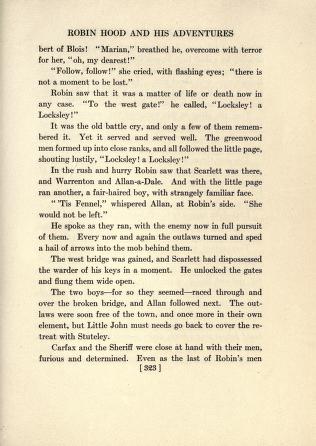 ROBIN HOOD AND HIS ADVENTURES
bert of Blois! "Marian," breathed he, overcome with terror
for her, "oh, my dearest!"
"Follow, follow!" she cried, with flashing eyes; "there is
not a moment to be lost."
Robin saw that it was a matter of life or death now in
any case. "To the west gate!" he called, "Locksley! a
Locksley!"
It was the old battle cry, and only a few of them remem-
bered it. Yet it served and served well. The greenwood
men formed up into close ranks, and all followed the little page,
shouting lustily, "Locksley! a Locksley!"
In the rush and hurry Robin saw that Scarlett was there,
and Warrenton and Allan-a-Dale. And with the little page
ran another, a fair-haired boy, with strangely familiar face.
"'Tis Fennel," whispered Allan, at Robin's side. "She
would not be left."
He spoke as they ran, with the enemy now in full pursuit
of them. Every now and again the outlaws turned and sped
a hail of arrows into the mob behind them.
The west bridge was gained, and Scarlett had dispossessed
the warder of his keys in a moment. He unlocked the gates
and flung them wide open.
The two boys—for so they seemed—raced through and
over the broken bridge, and Allan followed next. The out-
laws were soon free of the town, and once more in their own
element, but Little John must needs go back to cover the re-
treat with Stuteley.
Carfax and the Sheriff were close at hand with their men,
furious and determined. Even as the last of Robin's men
[ 323 ]